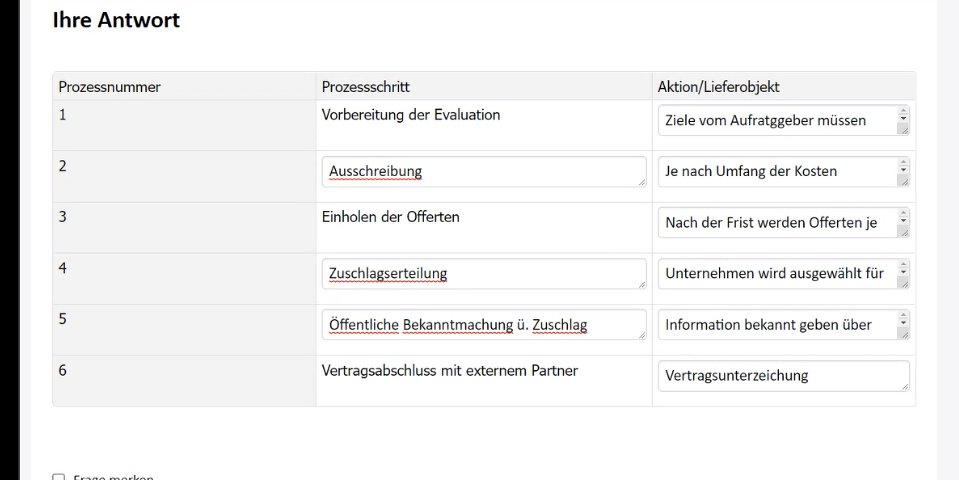 Ihre Antwort
Prozessnummer Prozessschritt Aktion/Lieferobjekt
1 Vorbereitung der Evaluation Ziele vom Aufratggeber müssen
2 Ausschreibung Je nach Umfang der Kosten
3 Einholen der Offerten Nach der Frist werden Offerten je
4 Zuschlagserteilung Unternehmen wird ausgewählt für
5 Öffentliche Bekanntmachung ü. Zuschlag Information bekannt geben über
6 Vertragsabschluss mit externem Partner Vertragsunterzeichung
Frage merken